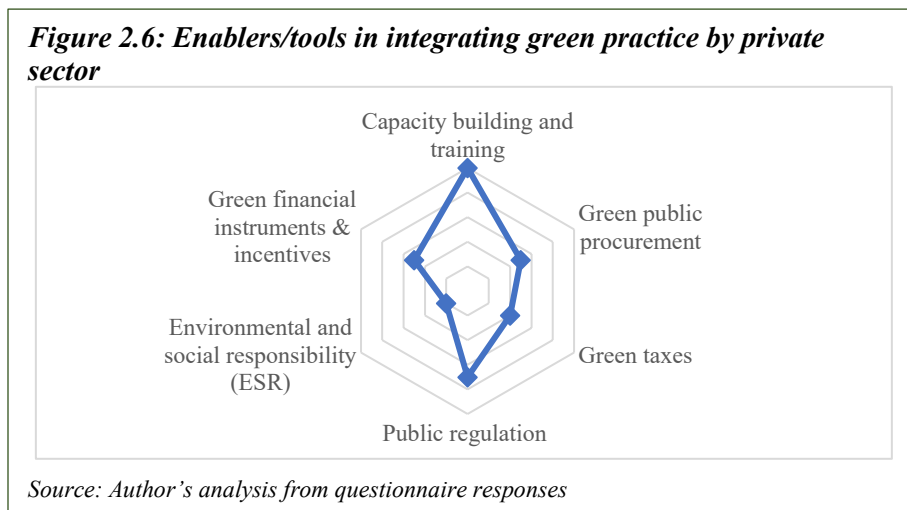 Figure 2.6: Enablers/tools in integrating green practice by private
sector
Capacity building and
training
Green public
procurement
Green taxes
Public regulation
Environmental and
social responsibility
(ESR)
Green financial
instruments &
incentives
Source: Author’s analysis from questionnaire responses